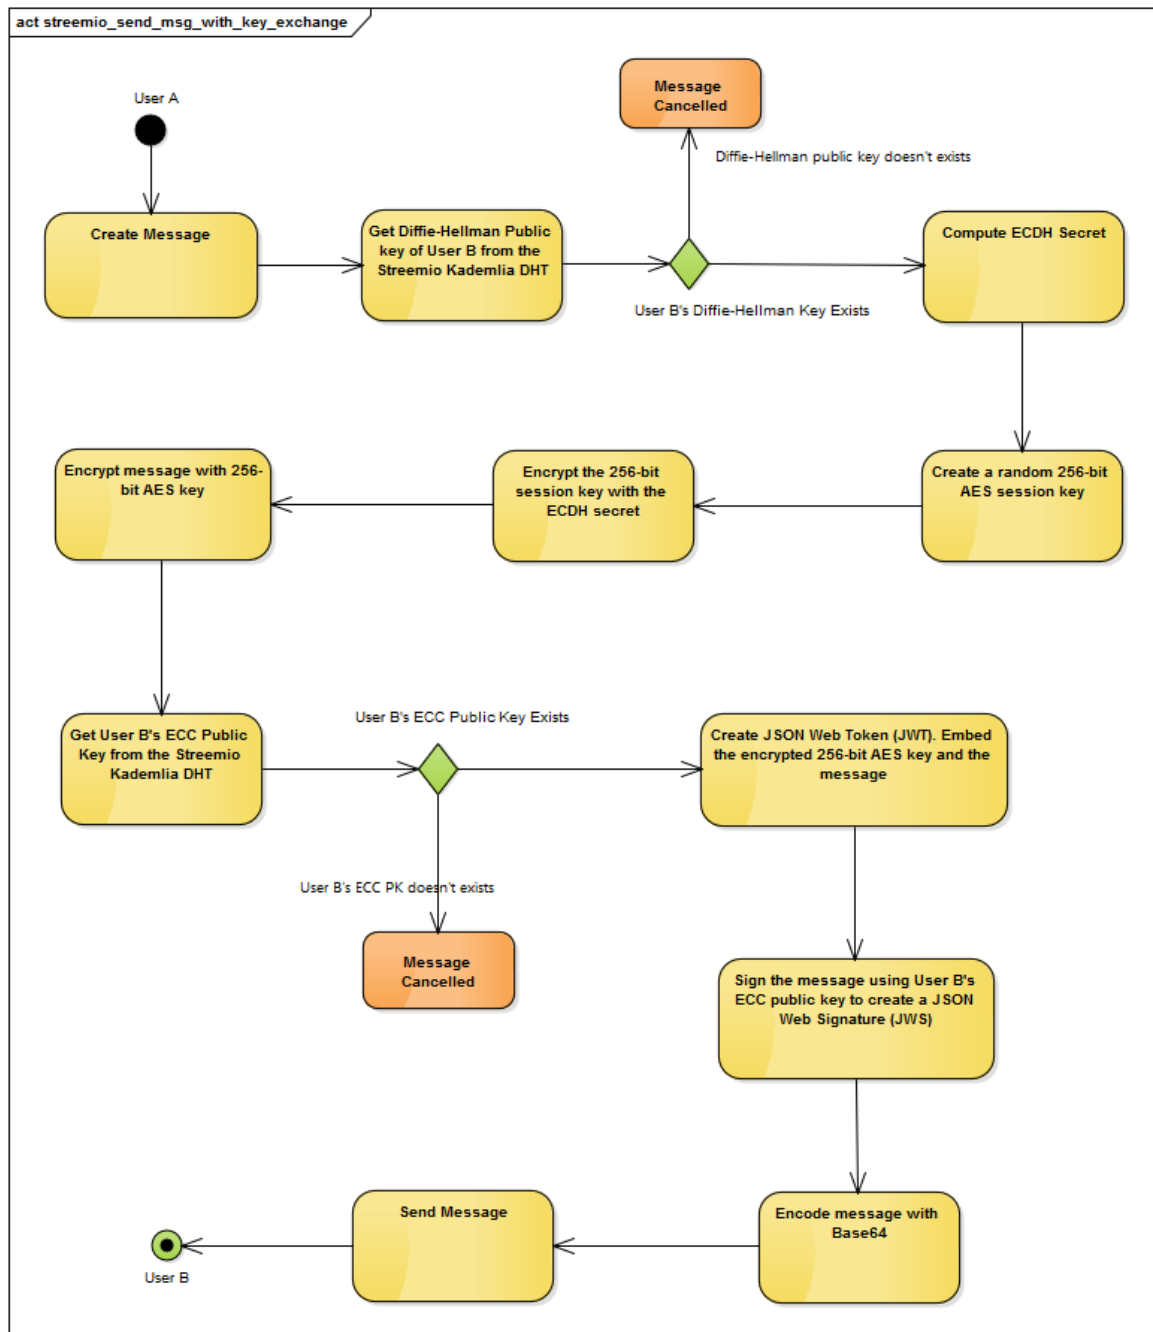 act streemio_send_msg_with_key_exchange
User A
Message
Cancelled
Diffie-Hellman public key doesn't exists
Create Message
Get Diffie-Hellman Public
key of User B from the
Streemio Kademlia DHT
User B's Diffie-Hellman Key Exists
Compute ECDH Secret
Encrypt message with 256-
bit AES key
Encrypt the 256-bit
session key with the
ECDH secret
Create a random 256-bit
AES session key
Get User B's ECC Public
Key from the Streemio
Kademlia DHT
User B's ECC Public Key Exists
Create JSON Web Token (JWT). Embed
the encrypted 256-bit AES key and the
message
User B's ECC PK doesn't exists
Message
Cancelled
Sign the message using User B's
ECC public key to create a JSON
Web Signature (JWS)
Encode message with
Base64
Send Message
User B